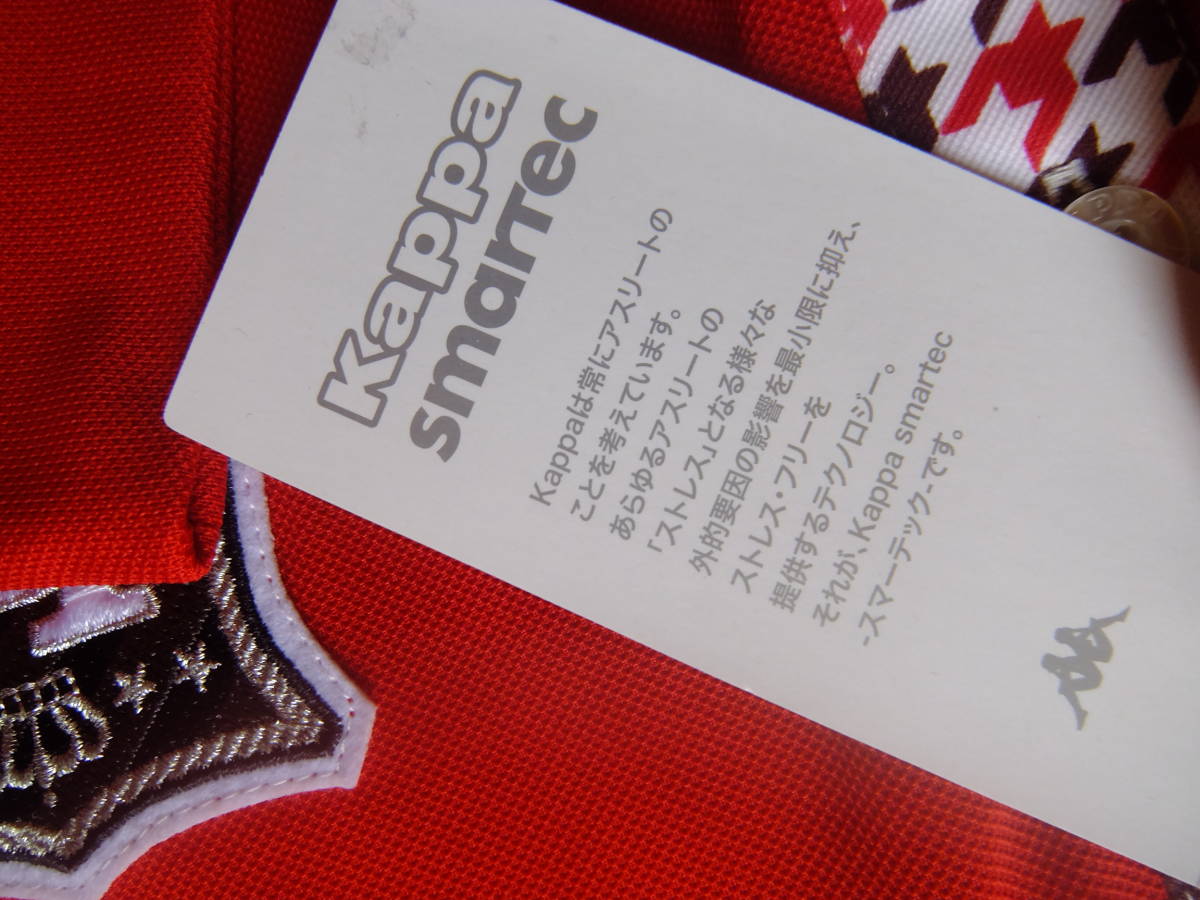 Kappa
smartec
Kappaは常にアスリートの
ことを考えています。
あらゆるアスリートの
「ストレス」となる様々な
外的要因の影響を最小限に抑え、
ストレス・フリーを
提供するテクノロジー。
それが、Kappa smartec
-スマーテック-です。